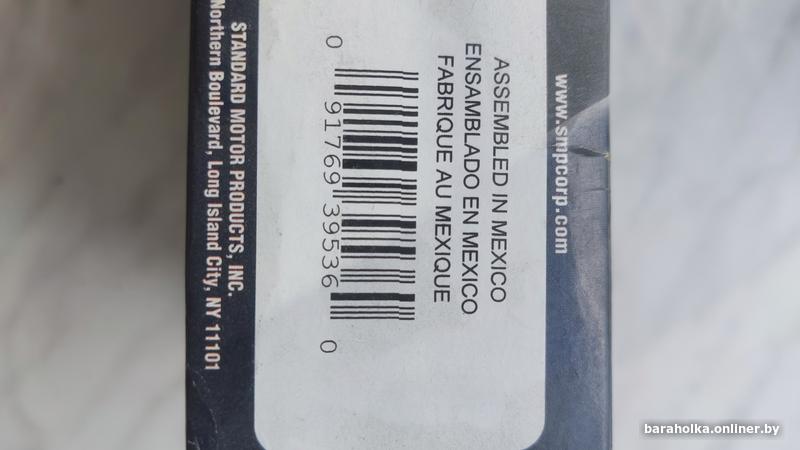 www.smpcorp.com
ASSEMBLED IN MEXICO
ENSAMBLADO EN MEXICO
FABRIQUE AU MEXIQUE
0 91769 39536 0
STANDARD MOTOR PRODUCTS, INC.
Northern Boulevard, Long Island City, NY 11101
baraholka.onliner.by